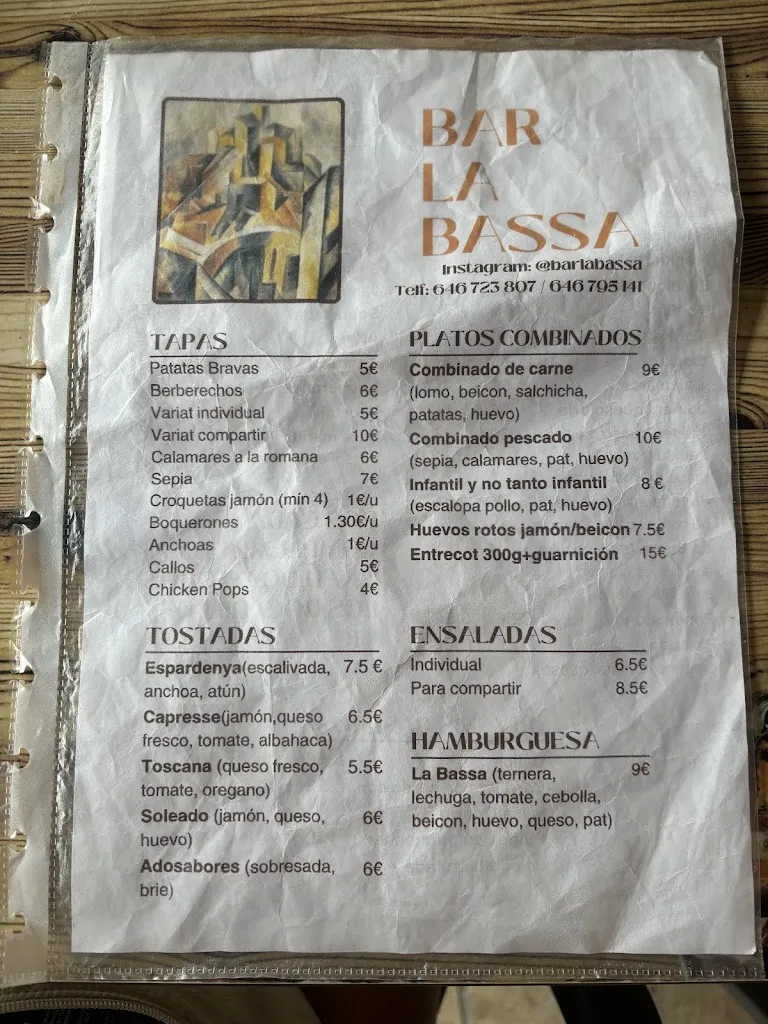 BAR
LA
BASSA
Instagram: @barlabassa
Telf: 646 723 807 / 646 795 141
TAPAS
Patatas Bravas 5€
Berberechos 6€
Variat individual 5€
Variat compartir 10€
Calamares a la romana 6€
Sepia 7€
Croquetas jamón (mín 4) 1€/u
Boquerones 1.30€/u
Anchoas 1€/u
Callos 5€
Chicken Pops 4€
TOSTADAS
Espardenya(escalivada, 7.5 €
anchoa, atún)
Capresse(jamón,queso 6.5€
fresco, tomate, albahaca)
Toscana (queso fresco, 5.5€
tomate, oregano)
Soleado (jamón, queso, 6€
huevo)
Adosabores (sobresada, 6€
brie)
PLATOS COMBINADOS
Combinado de carne 9€
(lomo, beicon, salchicha,
patatas, huevo)
Combinado pescado 10€
(sepia, calamares, pat, huevo)
Infantil y no tanto infantil 8 €
(escalopa pollo, pat, huevo)
Huevos rotos jamón/beicon 7.5€
Entrecot 300g+guarnición 15€
ENSALADAS
Individual 6.5€
Para compartir 8.5€
HAMBURGUESA
La Bassa (ternera, 9€
lechuga, tomate, cebolla,
beicon, huevo, queso, pat)